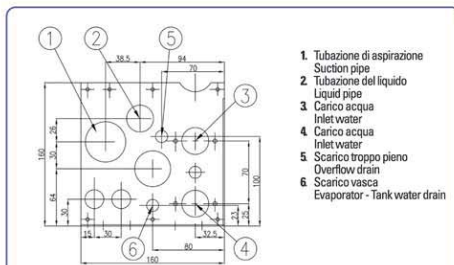 1
2
5
38.5
94
70
3
26
30
160
64
30
70
100
23
25
15
30
32.5
80
160
6
4
1. Tubazione di aspirazione
Suction pipe
2. Tubazione del liquido
Liquid pipe
3. Carico acqua
Inlet water
4. Carico acqua
Inlet water
5. Scarico troppo pieno
Overflow drain
6. Scarico vasca
Evaporator - Tank water drain